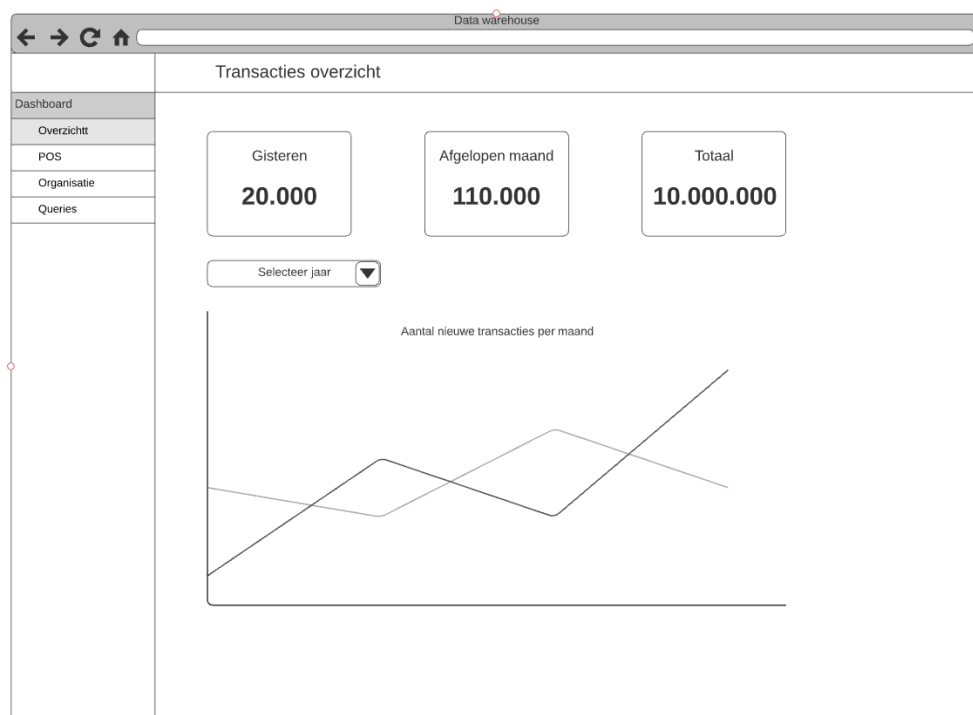 Data warehouse
Transacties overzicht
Dashboard
Overzichtt
POS
Organisatie
Queries
Gisteren
20.000
Afgelopen maand
110.000
Totaal
10.000.000
Selecteer jaar
Aantal nieuwe transacties per maand